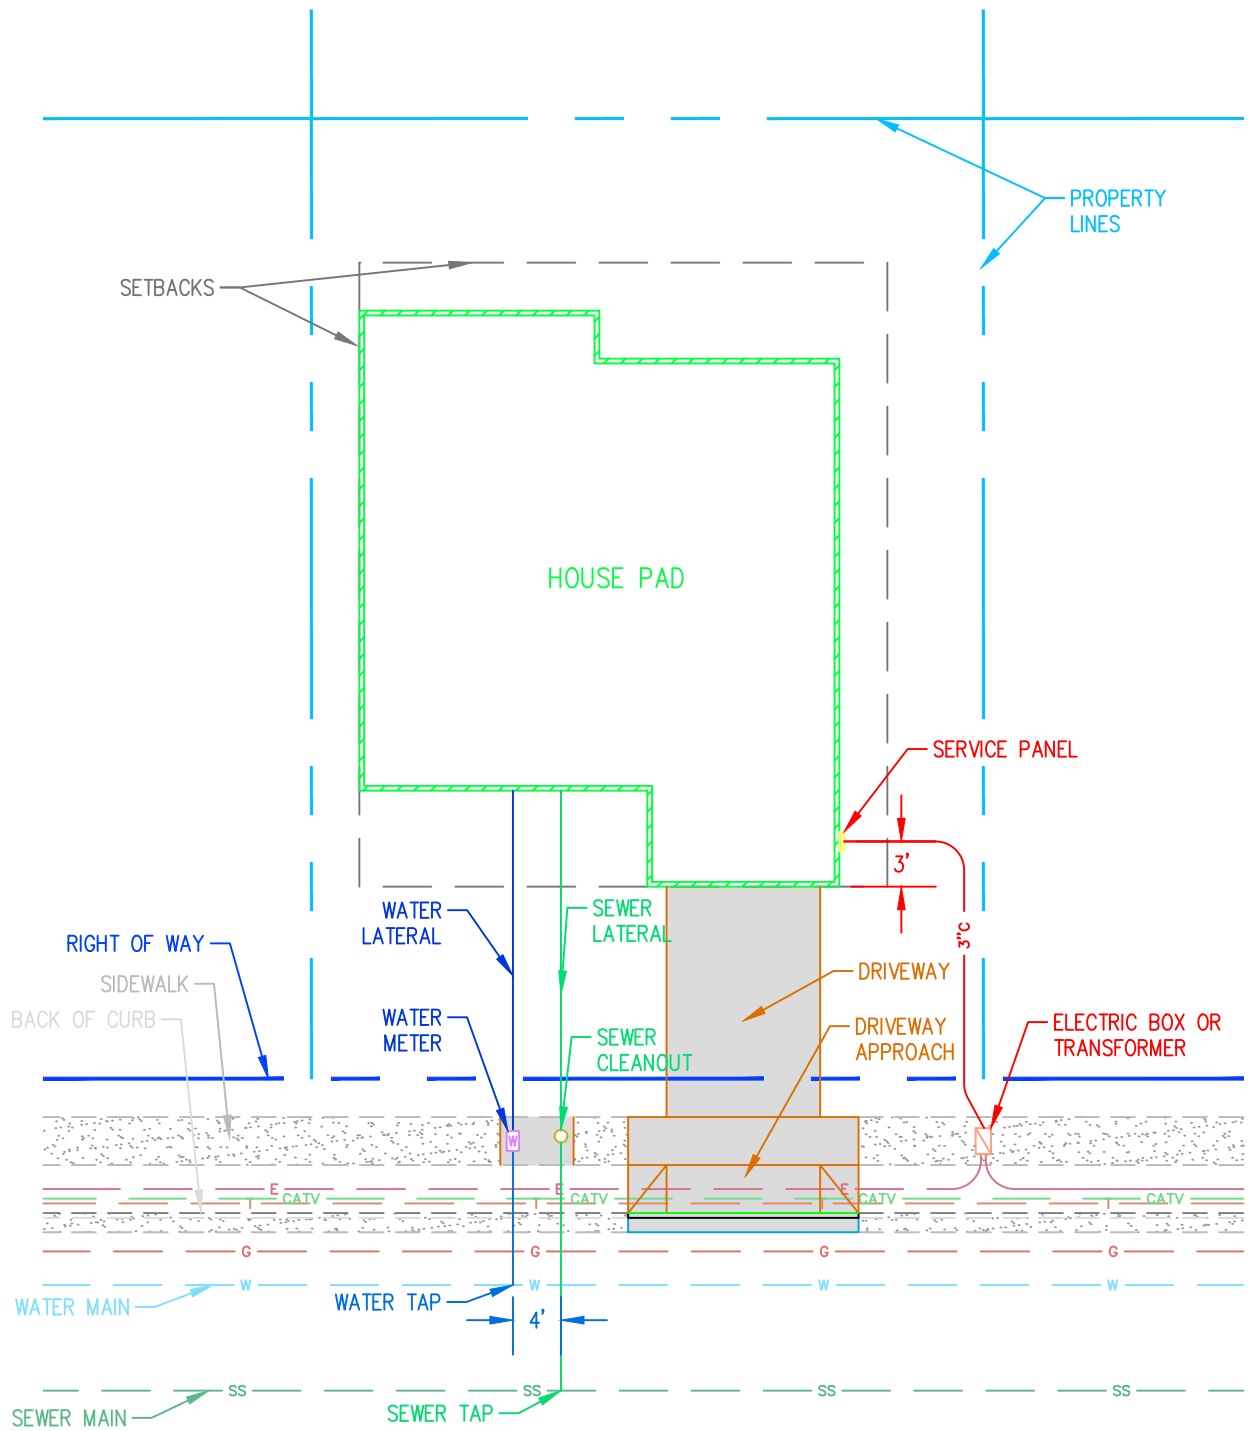 PROPERTY
LINES
SETBACKS
HOUSE PAD
SERVICE PANEL
3'
WATER
LATERAL
SEWER
LATERAL
3"C
RIGHT OF WAY
SIDEWALK
BACK OF CURB
DRIVEWAY
WATER
METER
SEWER
CLEANOUT
DRIVEWAY
APPROACH
ELECTRIC BOX OR
TRANSFORMER
W
E E E
CATV CATV CATV CATV
T T T T
G G G G
W W W W
WATER MAIN
WATER TAP
4'
SS SS SS SS
SEWER MAIN
SEWER TAP